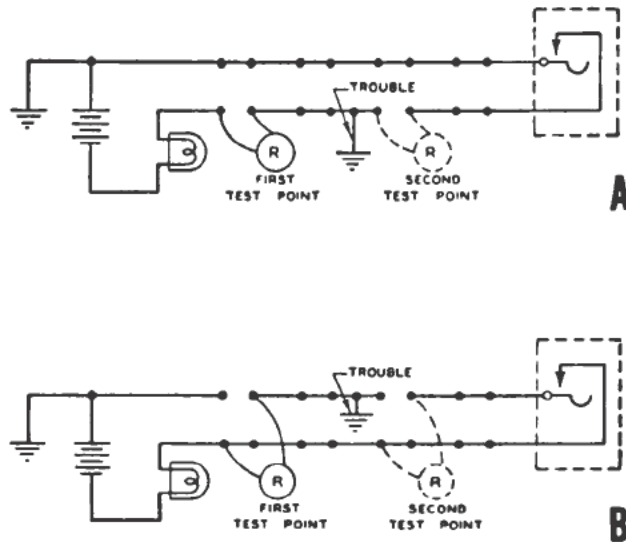 TROUBLE
R
R
FIRST
TEST POINT
SECOND
TEST POINT
A
TROUBLE
R
R
FIRST
TEST POINT
SECOND
TEST POINT
B